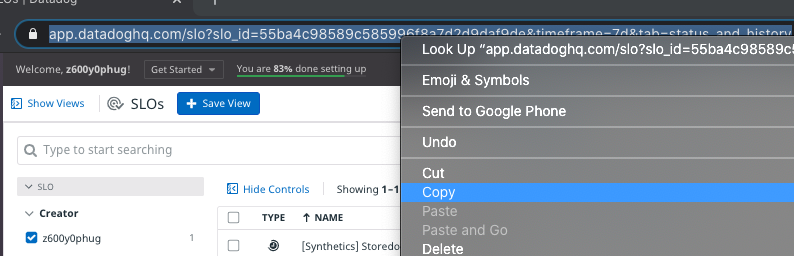 SLOs | Datadog
app.datadoghq.com/slo?slo_id=55ba4c98589c585996f8a7d2d9daf9de&timeframe=7d&tab=status_and_history
Look Up “app.datadoghq.com/slo?slo_id=55ba4c98589c5
Welcome, z600y0phug!
Get Started
You are 83% done setting up
Emoji & Symbols
Show Views
SLOs
+ Save View
Send to Google Phone
Undo
Type to start searching
Cut
SLO
Hide Controls
Showing 1–1
Copy
Creator
TYPE
NAME
Paste
Paste and Go
z600y0phug
1
[Synthetics] Storedo
Delete